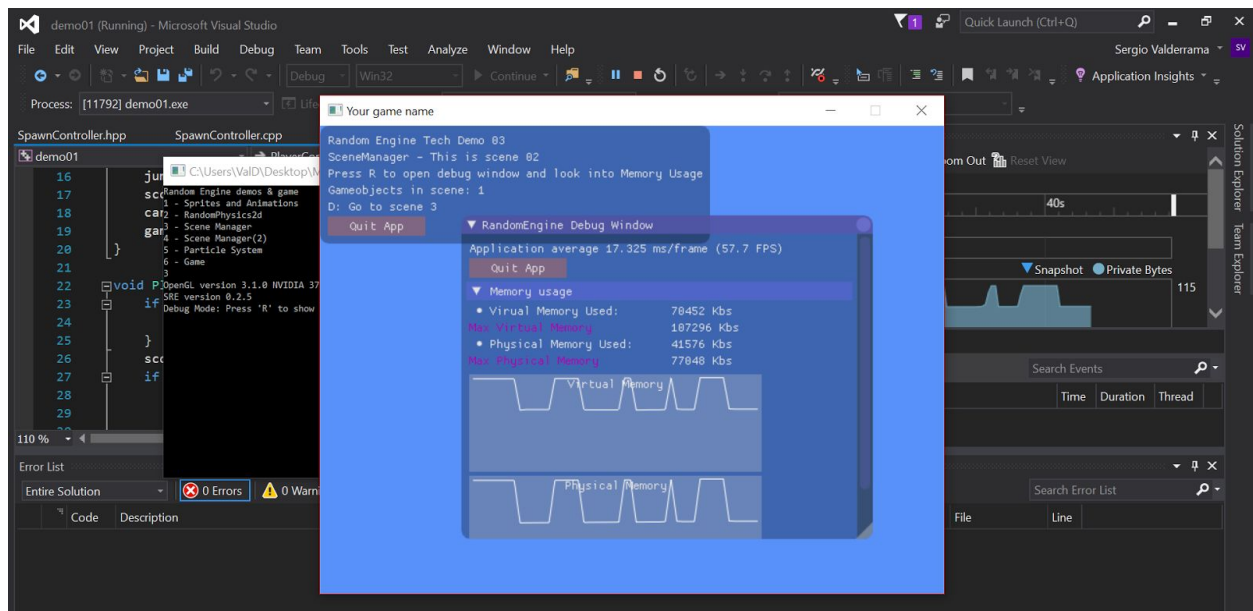 demo01 (Running) - Microsoft Visual Studio
1
Quick Launch (Ctrl+Q)
File Edit View Project Build Debug Team Tools Test Analyze Window Help
Sergio Valderrama
SV
Debug
Win32
Continue
Application Insights
Process: [11792] demo01.exe
Life
SpawnController.hpp SpawnController.cpp
demo01
16
17
18
19
20 }
21
22 void
23 if
24
25 }
26
27 if
28
29
110 %
C:\Users\ValD\Desktop\
Random Engine demos & game
1 - Sprites and Animations
2 - RandomPhysics2d
3 - Scene Manager
4 - Scene Manager(2)
5 - Particle System
6 - Game
3
OpenGL version 3.1.0 NVIDIA 37
SRE version 0.2.5
Debug Mode: Press 'R' to show
Your game name
Random Engine Tech Demo 03
SceneManager - This is scene 02
Press R to open debug window and look into Memory Usage
Gameobjects in scene: 1
D: Go to scene 3
Quit App
RandomEngine Debug Window
Application average 17.325 ms/frame (57.7 FPS)
Quit App
Memory usage
Virual Memory Used: 70452 Kbs
Max Virtual Memory 107296 Kbs
Physical Memory Used: 41576 Kbs
Max Physical Memory 77048 Kbs
Virtual Memory
Physical Memory
om Out Reset View
40s
Snapshot Private Bytes
115
Search Events
Time Duration Thread
Solution Explorer
Team Explorer
Error List
Entire Solution
0 Errors
0 Warni
Search Error List
Code Description
File Line